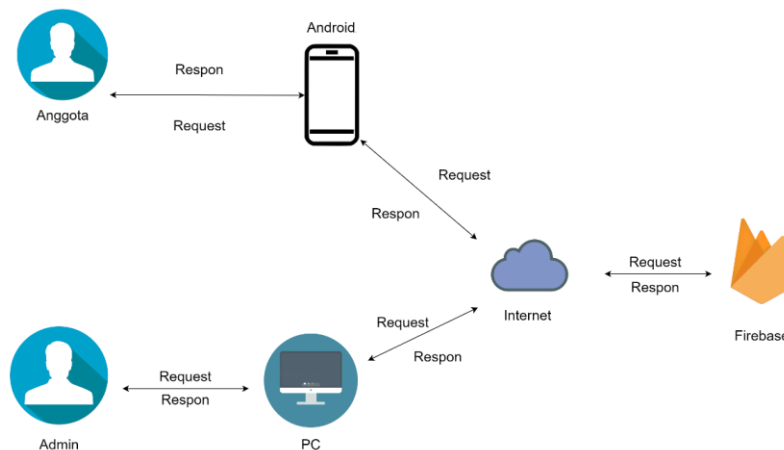 Android
Respon
Anggota
Request
Request
Respon
Request
Respon
Internet
Firebase
Request
Respon
Request
Respon
Admin
PC